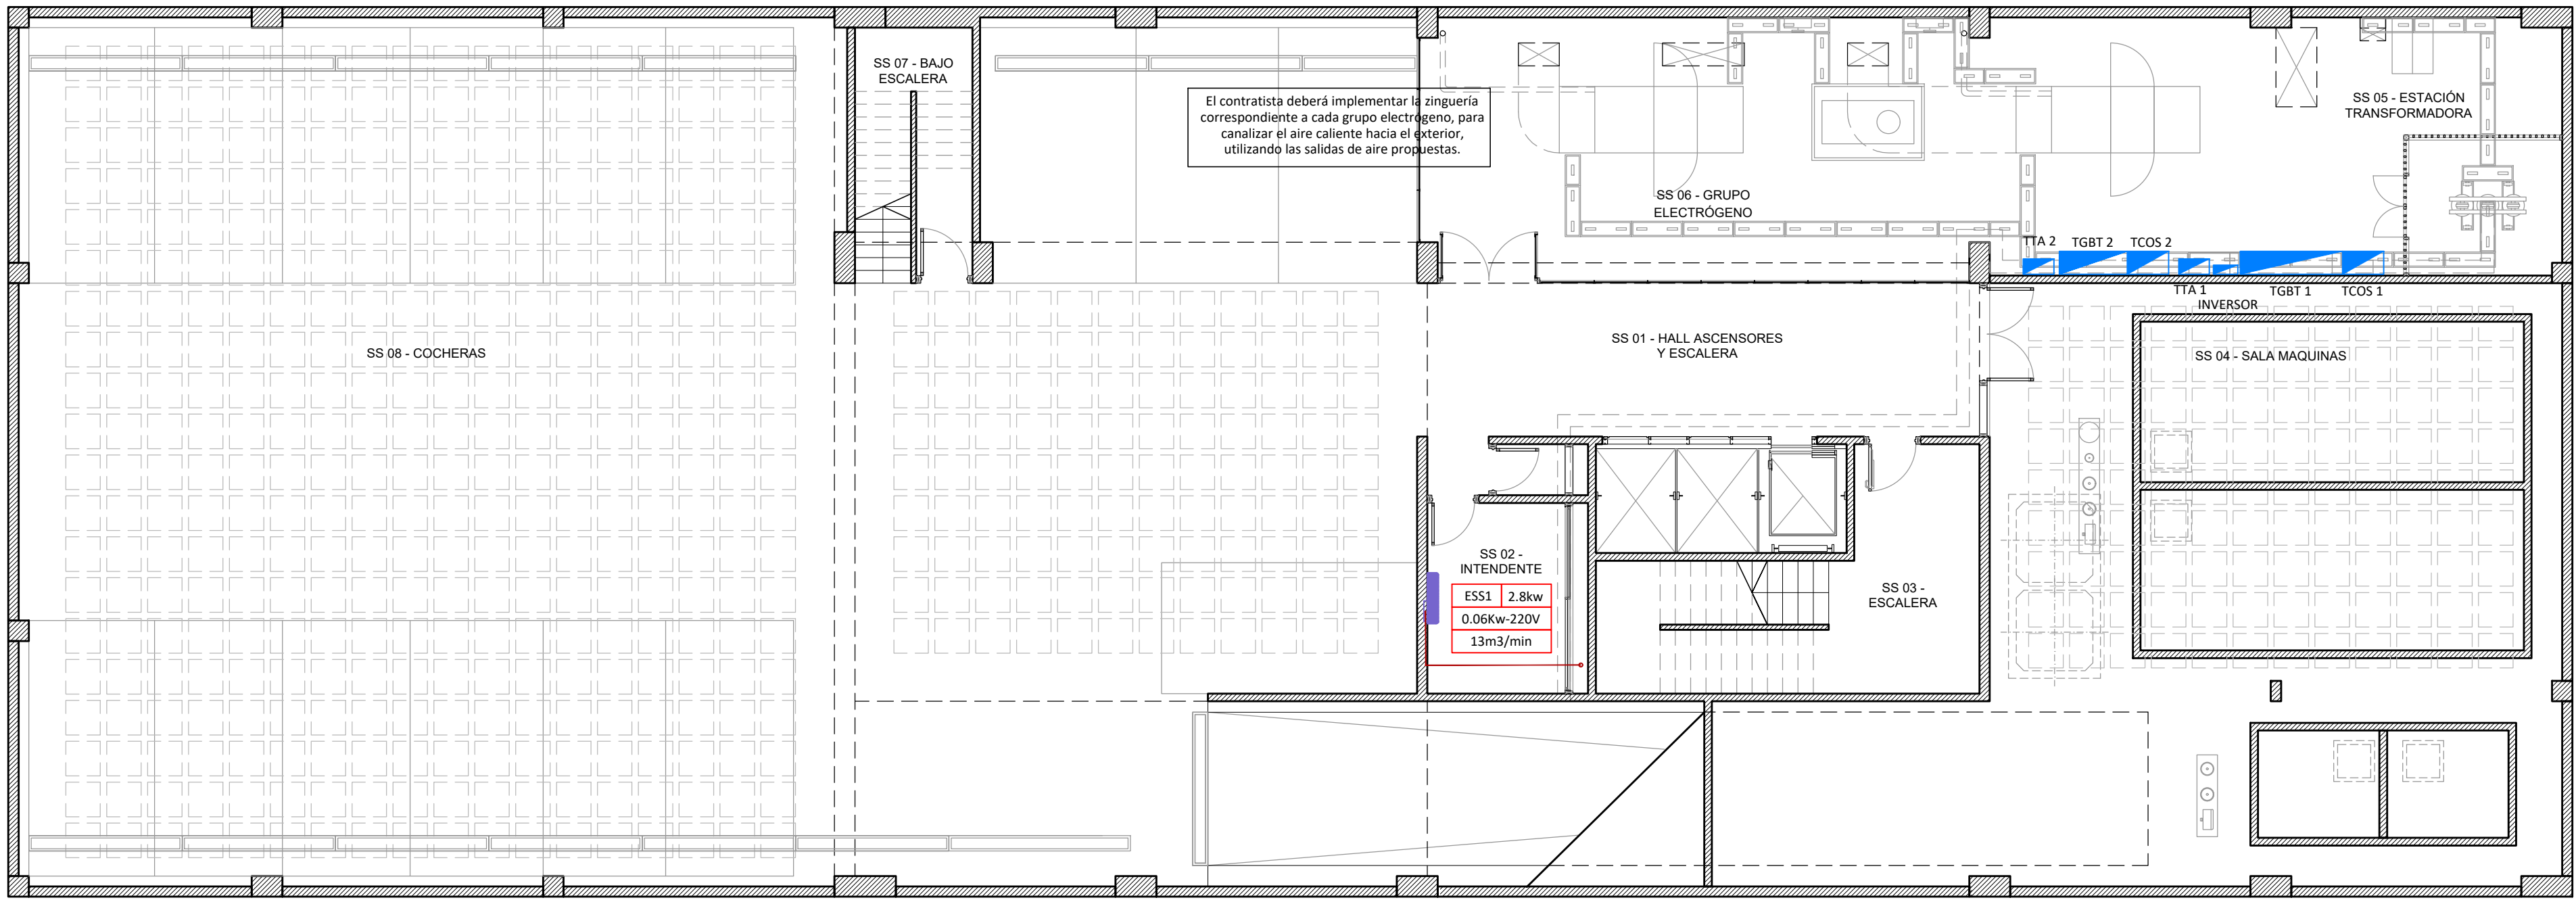 SS 07 - BAJO
ESCALERA
El contratista deberá implementar la zinguería
correspondiente a cada grupo electrógeno, para
canalizar el aire caliente hacia el exterior,
utilizando las salidas de aire propuestas.
SS 05 - ESTACIÓN
TRANSFORMADORA
SS 06 - GRUPO
ELECTRÓGENO
TTA 2
TGBT 2
TCOS 2
TTA 1
TGBT 1
TCOS 1
INVERSOR
SS 08 - COCHERAS
SS 01 - HALL ASCENSORES
Y ESCALERA
SS 04 - SALA MAQUINAS
SS 02 -
INTENDENTE
ESS1 2.8kw
0.06Kw-220V
13m3/min
SS 03 -
ESCALERA